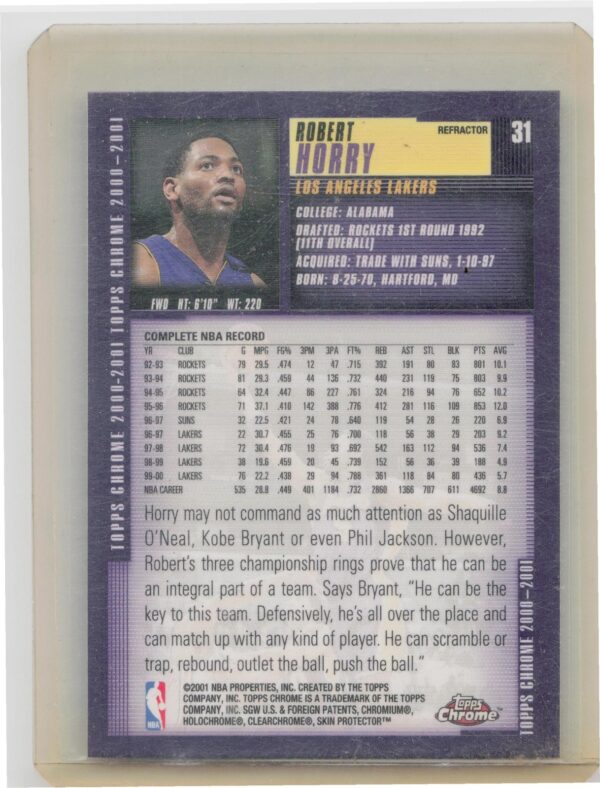 ROBERT
HORRY
REFRACTOR
31
LOS ANGELES LAKERS
COLLEGE: ALABAMA
DRAFTED: ROCKETS 1ST ROUND 1992
(11TH OVERALL)
ACQUIRED: TRADE WITH SUNS, 1-10-97
BORN: 8-25-70, HARTFORD, MD
FWD HT: 6'10" WT: 220
TOPPS CHROME 2000-2001 TOPPS CHROME 2000-2001
COMPLETE NBA RECORD
YR CLUB G MPG FG% 3PM 3PA FT% REB AST STL BLK PTS AVG
92-93 ROCKETS 79 29.5 .474 12 47 .715 392 191 80 83 801 10.1
93-94 ROCKETS 81 29.3 .459 44 136 .732 440 231 119 75 803 9.9
94-95 ROCKETS 64 32.4 .447 86 227 .761 324 216 94 76 652 10.2
95-96 ROCKETS 71 37.1 .410 142 388 .776 412 281 116 109 853 12.0
96-97 SUNS 32 22.5 .421 24 78 .640 119 54 28 26 220 6.9
96-97 LAKERS 22 30.7 .455 25 76 .700 118 56 38 29 203 9.2
97-98 LAKERS 72 30.4 .476 19 93 .692 542 163 112 94 536 7.4
98-99 LAKERS 38 19.6 .459 20 45 .739 152 56 36 39 188 4.9
99-00 LAKERS 76 22.2 .438 29 94 .788 361 118 84 80 436 5.7
NBA CAREER 535 28.8 .449 401 1184 .732 2860 1366 707 611 4692 8.8
Horry may not command as much attention as Shaquille
O'Neal, Kobe Bryant or even Phil Jackson. However,
Robert's three championship rings prove that he can be
an integral part of a team. Says Bryant, "He can be the
key to this team. Defensively, he's all over the place and
can match up with any kind of player. He can scramble or
trap, rebound, outlet the ball, push the ball."
©2001 NBA PROPERTIES, INC. CREATED BY THE TOPPS
COMPANY, INC. TOPPS CHROME IS A TRADEMARK OF THE TOPPS
COMPANY, INC. SGW U.S. & FOREIGN PATENTS, CHROMIUM®,
HOLOCHROME®, CLEARCHROME®, SKIN PROTECTOR™
NBA
Topps
Chrome™
TOPPS CHROME 2000-2001